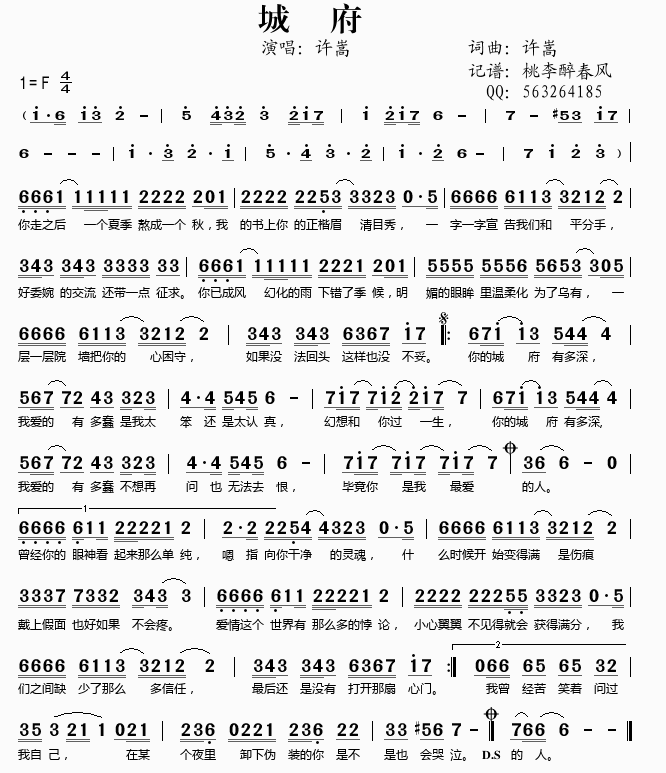 城 府
演唱：许嵩
词曲：许嵩
记谱：桃李醉春风
QQ: 563264185
1=F 4/4
( i·6 i3 2 - | 5 432 3 2i7 | i 2i7 6 - | 7 - #53 i7 |
6 - - - | i · 3 2 · i | 5 · 4 3 · 2 | i · 2 6 - | 7 i 2 3 ) |
6661 11111 2222 201 | 2222 2253 3323 0·5 | 6666 6113 3212 2 |
你走之后 一个夏季 熬成一个 秋，我 的书上你 的正楷眉 清目秀， 一 字一字宣 告我们和 平分手，
343 343 3333 33 | 6661 11111 2221 201 | 5555 5556 5653 305 |
好委婉 的交流 还带一点 征求。 你已成风 幻化的雨 下错了季 候，明 媚的眼眸 里温柔化 为了乌有， 一
6666 6113 3212 2 | 343 343 6367 i7 ‖: 67i i3 544 4 |
层一层院 墙把你的 心困守， 如果没 法回头 这样也没 不妥。 你的城 府 有多深，
567 72 43 323 | 4·4 545 6 - | 7i7 7i2 2i7 7 | 67i i3 544 4 |
我爱的 有 多蠢 是我太 笨 还 是太认 真， 幻想和 你过 一生， 你的城 府 有多深，
567 72 43 323 | 4·4 545 6 - | 7i7 7i7 7i7 7 | 36 6 - 0 |
我爱的 有 多蠢 不想再 问 也 无法去 恨， 毕竟你 是我 最爱 的人。
1
6666 611 22221 2 | 2·2 2254 4323 0·5 | 6666 6113 3212 2 |
曾经你的 眼神看 起来那么单 纯， 嗯 指 向你干净 的灵魂， 什 么时候开 始变得满 是伤痕
3337 7332 343 3 | 6666 611 22221 2 | 2222 22255 3323 0·5 |
戴上假面 也好如果 不会疼。 爱情这个 世界有 那么多的悖 论， 小心翼翼 不见得就会 获得满分， 我
2
6666 6113 3212 2 | 343 343 6367 i7 :‖ 066 65 65 32 |
们之间缺 少了那么 多信任， 最后还 是没有 打开那扇 心门。 我曾 经苦 笑着 问过
35 3 21 1 021 | 236 0221 236 22 | 33 #56 7 - | 766 6 - - ‖
我自 己， 在某 个夜里 卸下伪 装的你 是不 是也 会哭 泣。 D.S 的 人。